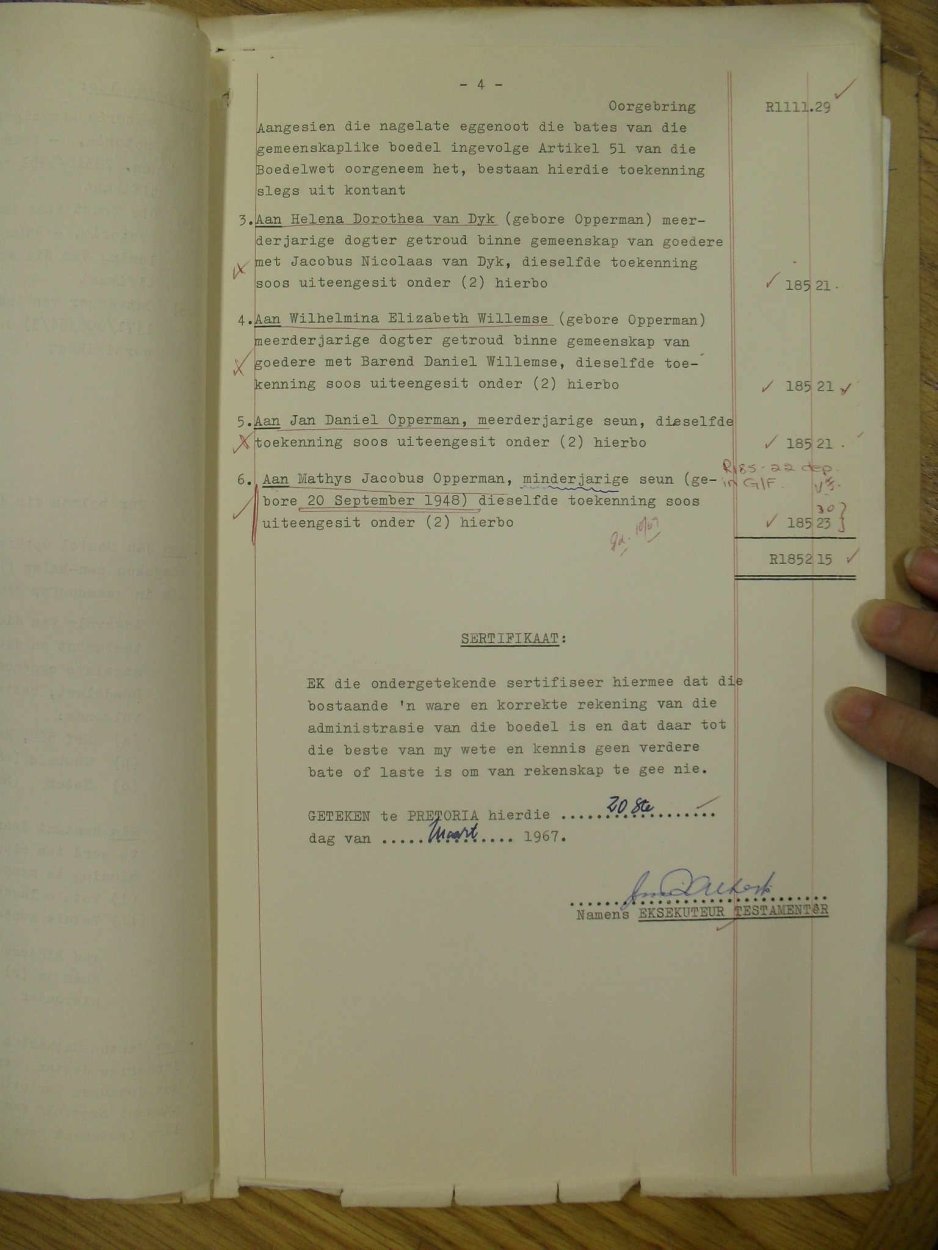 - 4 -
Oorgebring R1111.29
Aangesien die nagelate eggenoot die bates van die
gemeenskaplike boedel ingevolge Artikel 51 van die
Boedelwet oorgeneem het, bestaan hierdie toekenning
slegs uit kontant
3. Aan Helena Dorothea van Dyk (gebore Opperman) meer-
derjarige dogter getroud binne gemeenskap van goedere
met Jacobus Nicolaas van Dyk, dieselfde toekenning
soos uiteengesit onder (2) hierbo 185 21.
4. Aan Wilhelmina Elizabeth Willemse (gebore Opperman)
meerderjarige dogter getroud binne gemeenskap van
goedere met Barend Daniel Willemse, dieselfde toe-
kenning soos uiteengesit onder (2) hierbo 185 21
5. Aan Jan Daniel Opperman, meerderjarige seun, dieselfde
toekenning soos uiteengesit onder (2) hierbo 185 21.
R185-22 dep.
6. Aan Mathys Jacobus Opperman, minderjarige seun (ge- in G/F.
bore 20 September 1948) dieselfde toekenning soos 30
uiteengesit onder (2) hierbo 185 23
R1852 15
SERTIFIKAAT:
EK die ondergetekende sertifiseer hiermee dat die
bostaande 'n ware en korrekte rekening van die
administrasie van die boedel is en dat daar tot
die beste van my wete en kennis geen verdere
bate of laste is om van rekenskap te gee nie.
GETEKEN te PRETORIA hierdie ....20ste......
dag van .....Maart..... 1967.
Namens EKSEKUTEUR TESTAMENTÊR